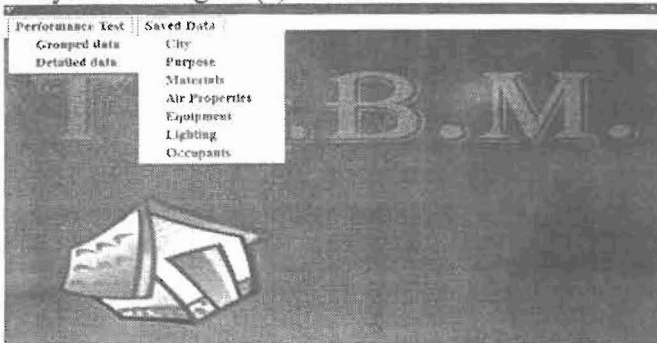 Performance Test
Grouped data
Detailed data
Saved Data
City
Purpose
Materials
Air Properties
Equipment
Lighting
Occupants
.B.M.